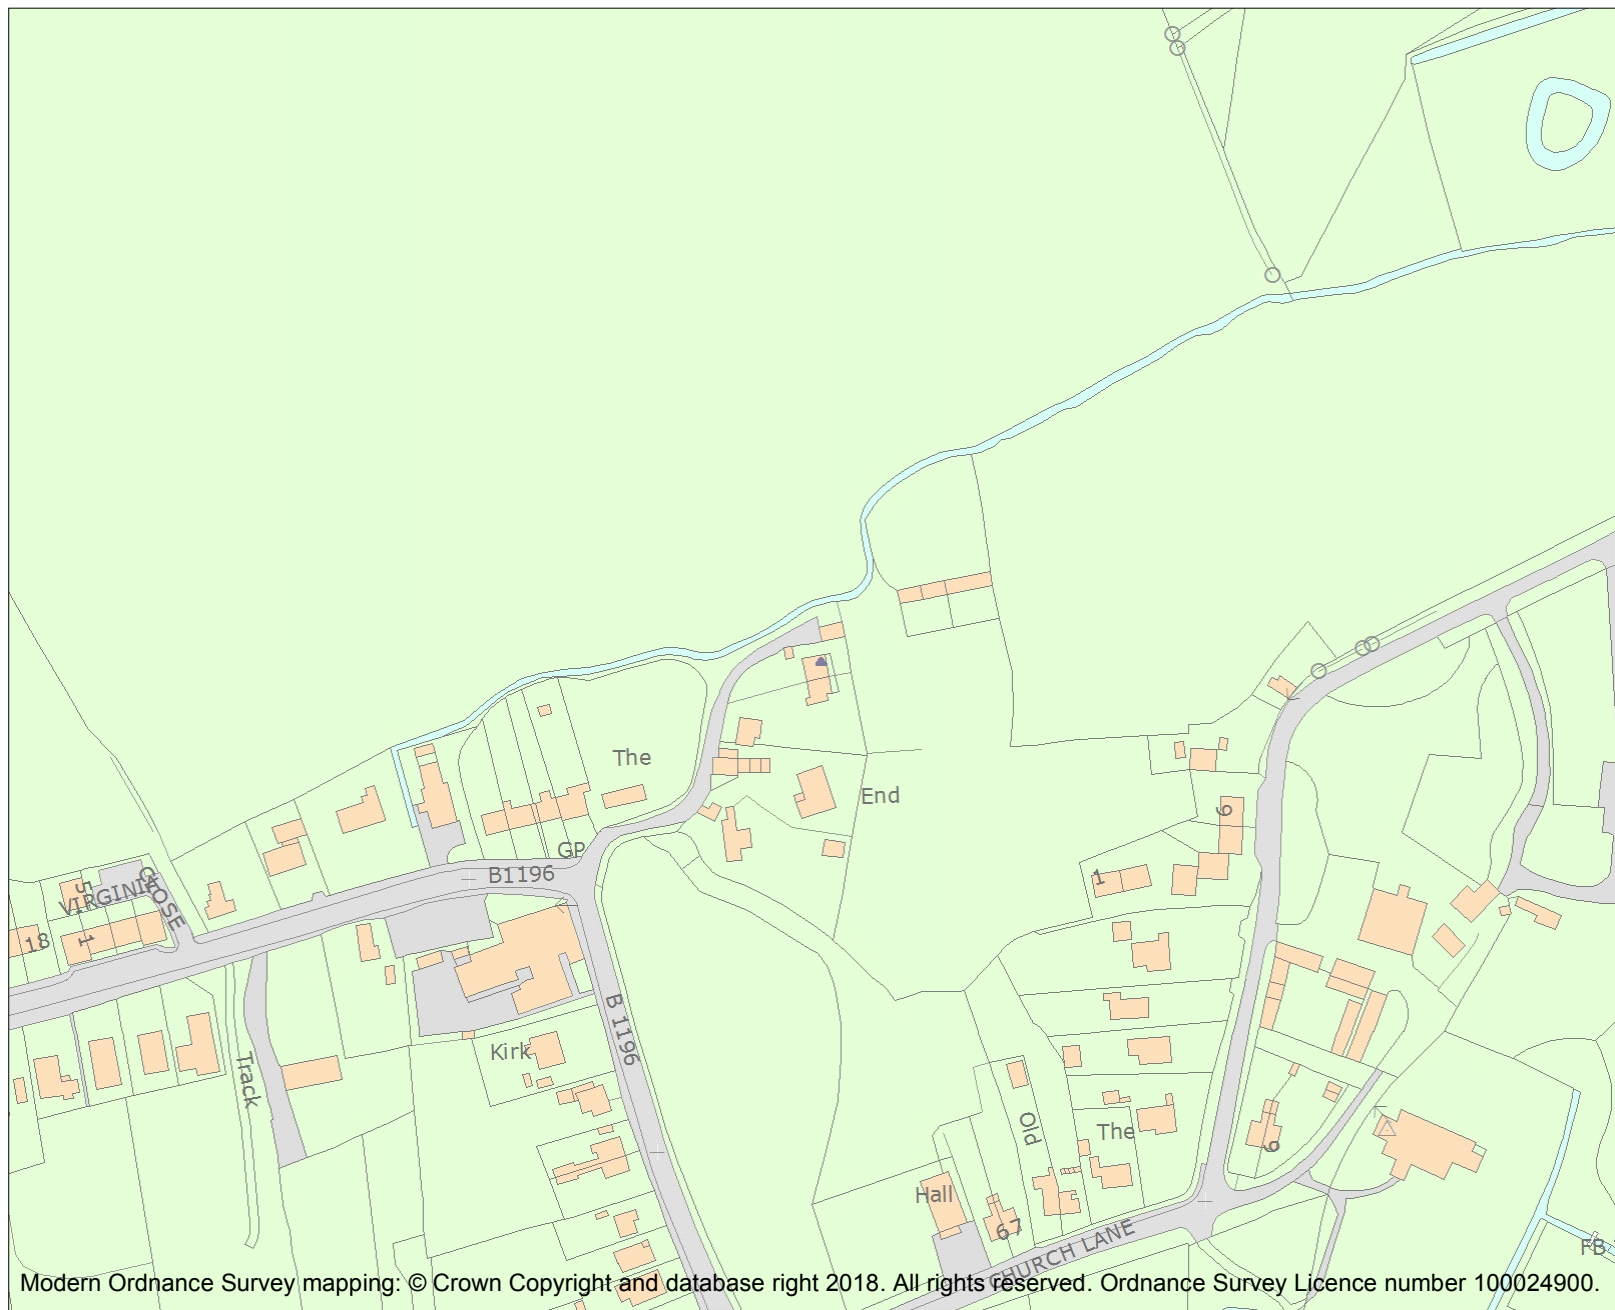 The
End
GP
B1196
VIRGINIA
CLOSE
5
1
18
9
1
B 1196
Kirk
Track
Old
The
9
Hall
67
CHURCH LANE
FB
Modern Ordnance Survey mapping: © Crown Copyright and database right 2018. All rights reserved. Ordnance Survey Licence number 100024900.